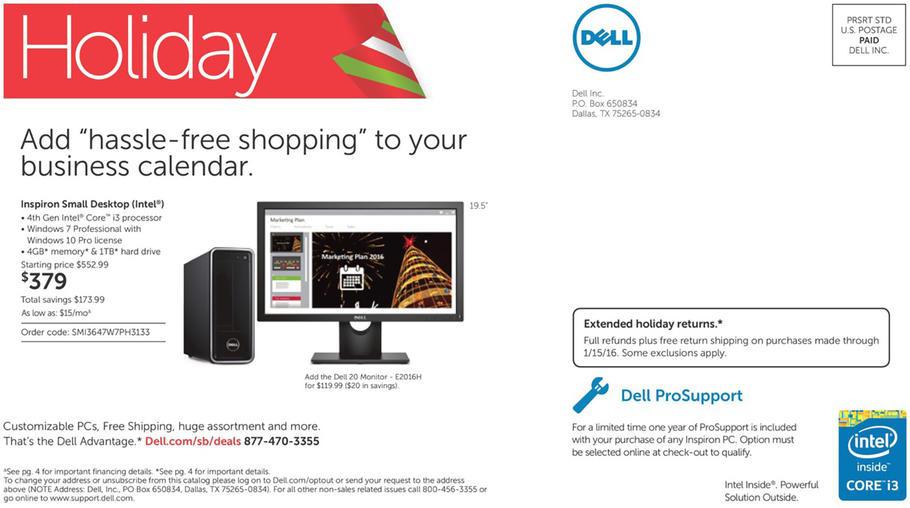 Holiday
Add “hassle-free shopping” to your
business calendar.
Inspiron Small Desktop (Intel®)
• 4th Gen Intel® Core™ i3 processor
• Windows 7 Professional with
Windows 10 Pro license
• 4GB* memory* & 1TB* hard drive
Starting price $552.99
$379
Total savings $173.99
As low as: $15/mo∆
Order code: SMI3647W7PH3133
19.5"
Marketing Plan
Marketing Plan 2016
DELL
DELL
Add the Dell 20 Monitor - E2016H
for $119.99 ($20 in savings).
Customizable PCs, Free Shipping, huge assortment and more.
That’s the Dell Advantage.* Dell.com/sb/deals 877-470-3355
∆See pg. 4 for important financing details. *See pg. 4 for important details.
To change your address or unsubscribe from this catalog please log on to Dell.com/optout or send your request to the address
above (NOTE Address: Dell, Inc., PO Box 650834, Dallas, TX 75265-0834). For all other non-sales related issues call 800-456-3355 or
go online to www.support.dell.com.
DELL
Dell Inc.
P.O. Box 650834
Dallas, TX 75265-0834
PRSRT STD
U.S. POSTAGE
PAID
DELL INC.
Extended holiday returns.*
Full refunds plus free return shipping on purchases made through
1/15/16. Some exclusions apply.
Dell ProSupport
For a limited time one year of ProSupport is included
with your purchase of any Inspiron PC. Option must
be selected online at check-out to qualify.
Intel Inside®. Powerful
Solution Outside.
intel
inside™
CORE™ i3